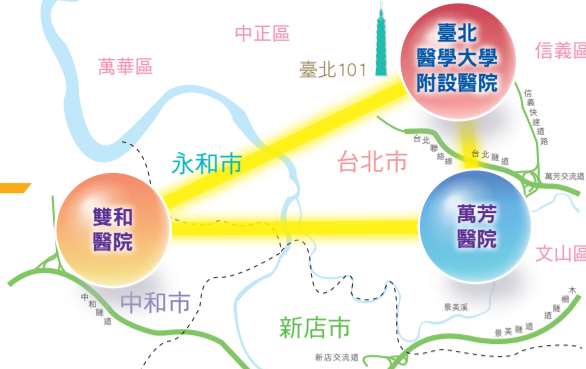 中正區
萬華區
臺北101
臺北
醫學大學
附設醫院
信義區
信義快速道路
台北聯絡線
台北隧道
萬芳交流道
永和市
台北市
雙和
醫院
萬芳
醫院
文山區
中和隧道
中和市
新店市
景美溪
景美隧道
木柵隧道
新店交流道